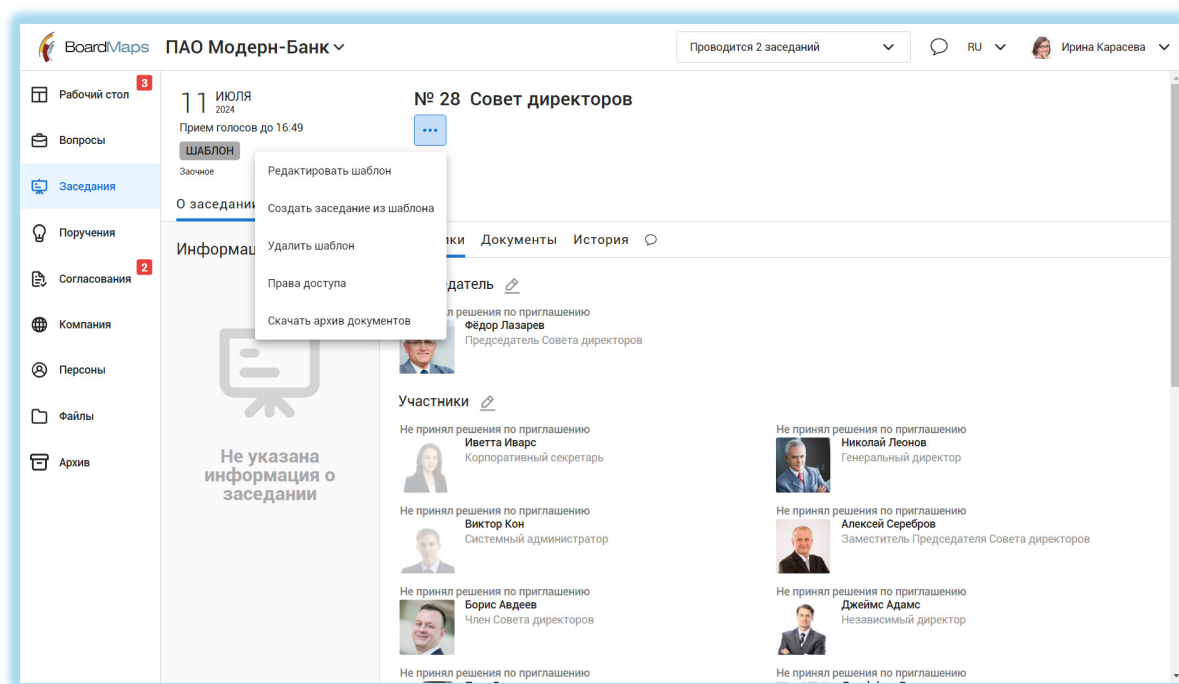 BoardMaps
ПАО Модерн-Банк
Проводится 2 заседаний
RU
Ирина Карасева
Рабочий стол
3
Вопросы
Заседания
Поручения
Согласования
2
Компания
Персоны
Файлы
Архив
11 ИЮЛЯ
2024
Прием голосов до 16:49
ШАБЛОН
Заочное
№ 28 Совет директоров
...
Редактировать шаблон
Создать заседание из шаблона
Удалить шаблон
Права доступа
Скачать архив документов
О заседании
Документы
История
Не указана
информация о
заседании
решения по приглашению
Фёдор Лазарев
Председатель Совета директоров
Участники
Не принял решения по приглашению
Иветта Иварс
Корпоративный секретарь
Не принял решения по приглашению
Николай Леонов
Генеральный директор
Не принял решения по приглашению
Виктор Кон
Системный администратор
Не принял решения по приглашению
Алексей Серебров
Заместитель Председателя Совета директоров
Не принял решения по приглашению
Борис Авдеев
Член Совета директоров
Не принял решения по приглашению
Джеймс Адамс
Независимый директор
Не принял решения по приглашению
Не принял решения по приглашению